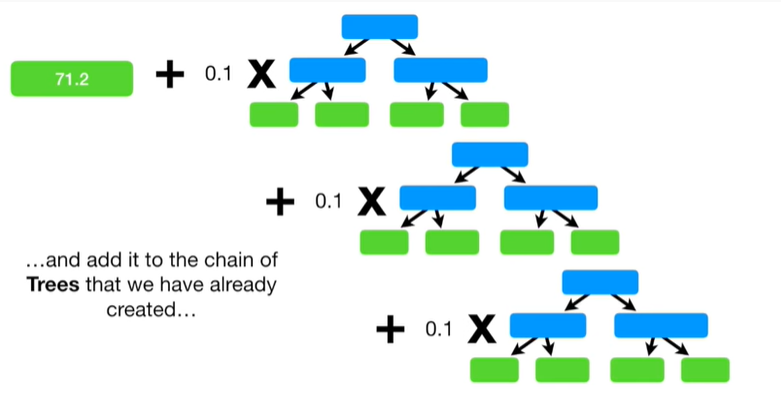 71.2 + 0.1 X
+ 0.1 X
…and add it to the chain of
Trees that we have already
created…
+ 0.1 X